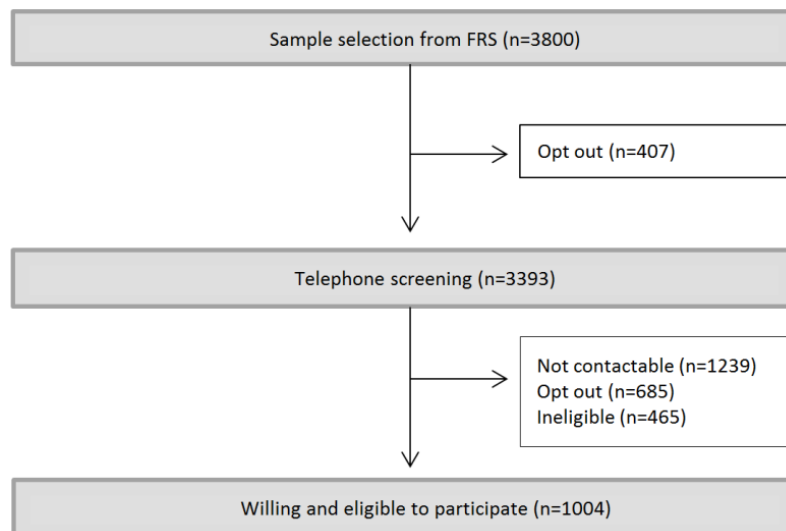 Sample selection from FRS (n=3800)
Opt out (n=407)
Telephone screening (n=3393)
Not contactable (n=1239)
Opt out (n=685)
Ineligible (n=465)
Willing and eligible to participate (n=1004)